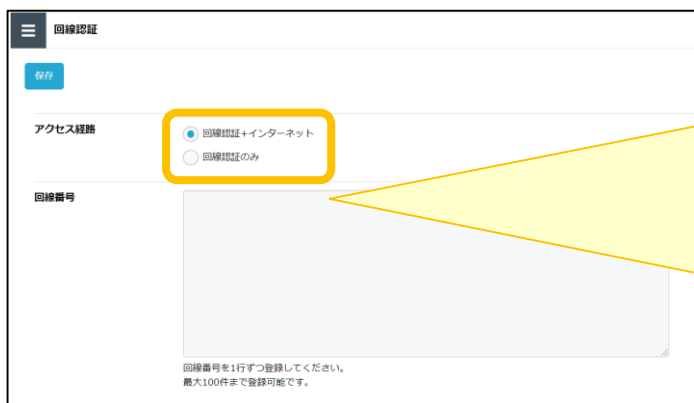 回線認証
保存
アクセス経路
回線認証+インターネット
回線認証のみ
回線番号
回線番号を1行ずつ登録してください。
最大100件まで登録可能です。